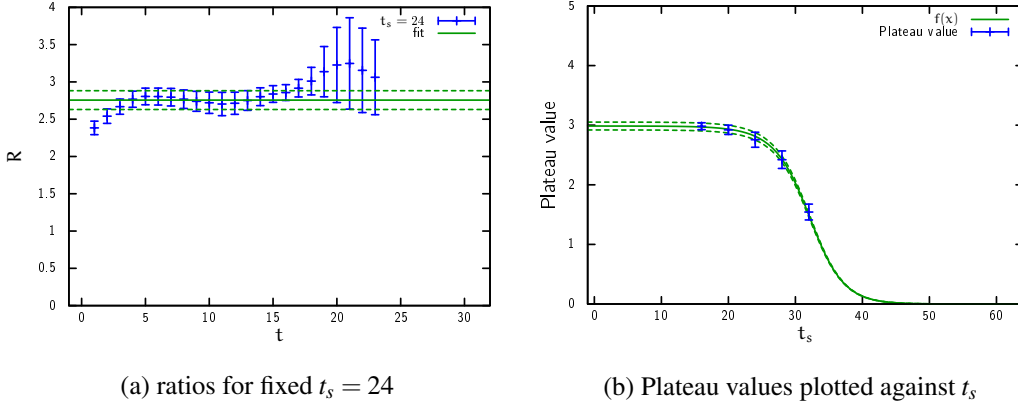 4
3.5
3
2.5
2
1.5
1
0.5
0
0 5 10 15 20 25 30
R
t
t_s = 24
fit
(a) ratios for fixed t_s = 24
5
4
3
2
1
0
0 10 20 30 40 50 60
Plateau value
t_s
f(x)
Plateau value
(b) Plateau values plotted against t_s